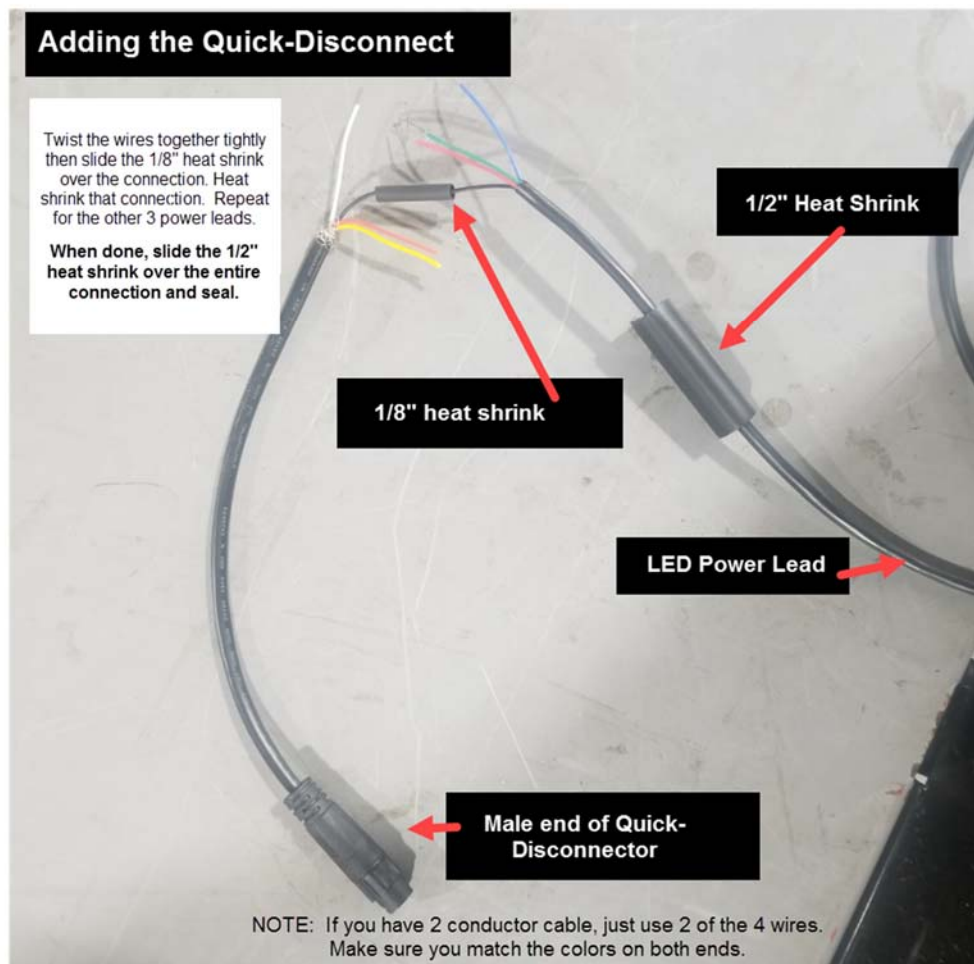 Adding the Quick-Disconnect
Twist the wires together tightly
then slide the 1/8" heat shrink
over the connection. Heat
shrink that connection.  Repeat
for the other 3 power leads.
When done, slide the 1/2"
heat shrink over the entire
connection and seal.
1/2" Heat Shrink
1/8" heat shrink
LED Power Lead
Male end of Quick-
Disconnector
NOTE:  If you have 2 conductor cable, just use 2 of the 4 wires.
Make sure you match the colors on both ends.